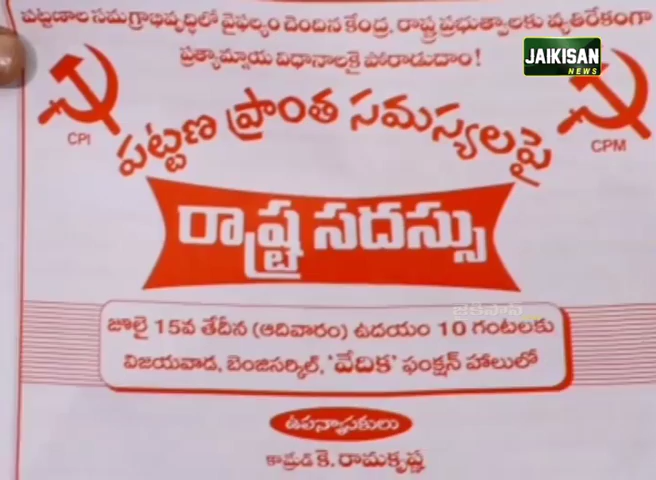 పట్టణాల సమగ్రాభివృద్ధిలో వైఫల్యం చెందిన కేంద్ర, రాష్ట్ర ప్రభుత్వాలకు వ్యతిరేకంగా
ప్రత్యామ్నాయ విధానాలకై పోరాడుదాం!
JAIKISAN
NEWS
CPI
CPM
పట్టణ ప్రాంత సమస్యలపై
రాష్ట్ర సదస్సు
జైకిసాన్
జూలై 15వ తేదీన (ఆదివారం) ఉదయం 10 గంటలకు
విజయవాడ, బెంజిసర్కిల్, 'వేదిక' ఫంక్షన్ హాలులో
ఉపన్యాసకులు
కామ్రేడ్ కె. రామకృష్ణ